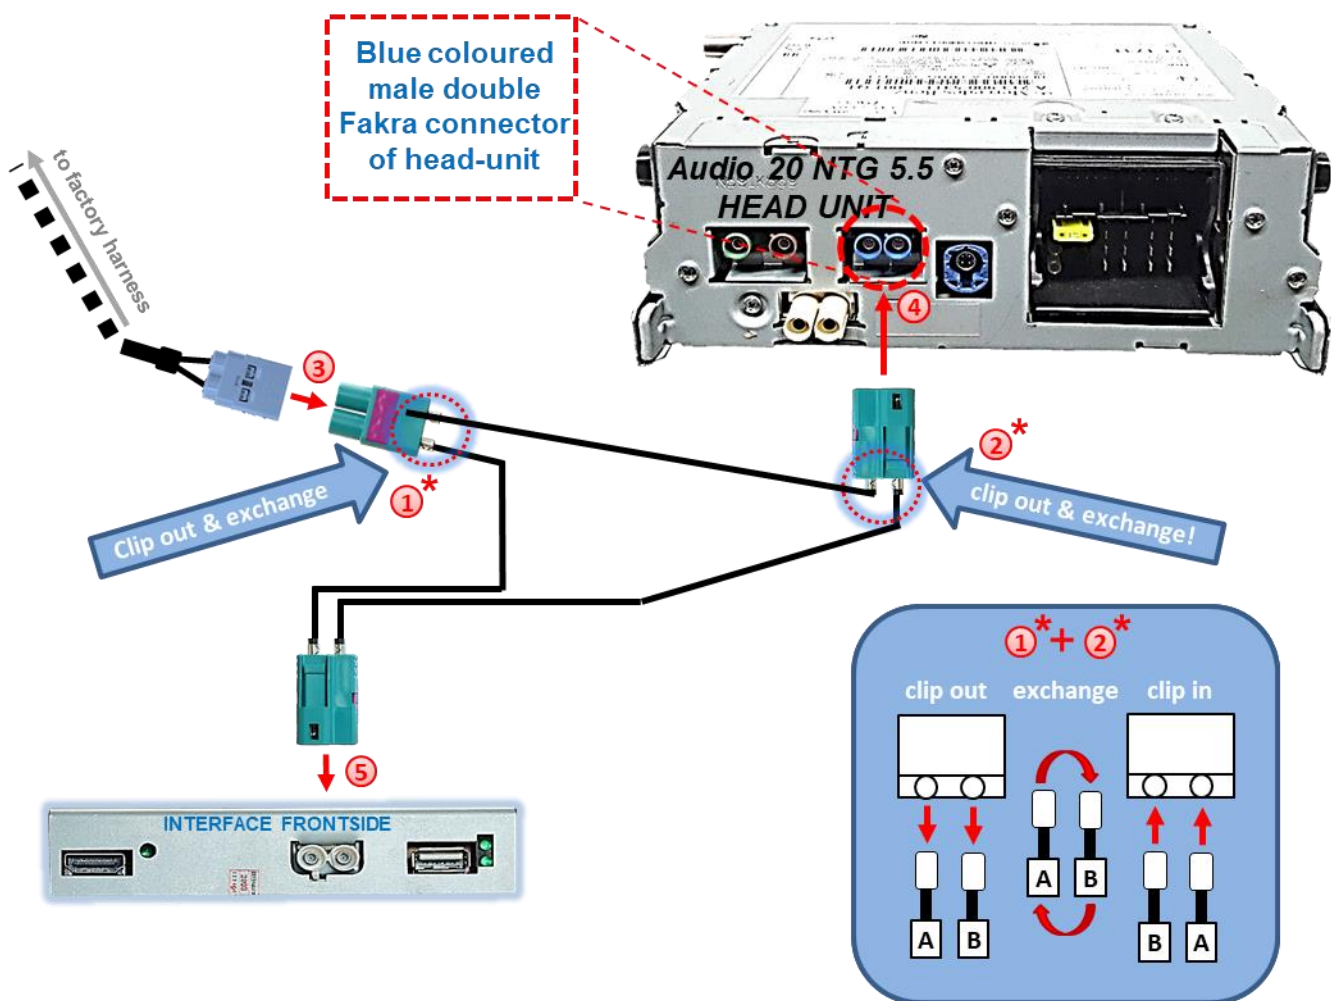 Blue coloured
male double
Fakra connector
of head-unit
Audio 20 NTG 5.5
HEAD UNIT
to factory harness
3
4
1*
2*
Clip out & exchange
clip out & exchange!
5
INTERFACE FRONTSIDE
1*+ 2*
clip out exchange clip in
A B
A B
B A